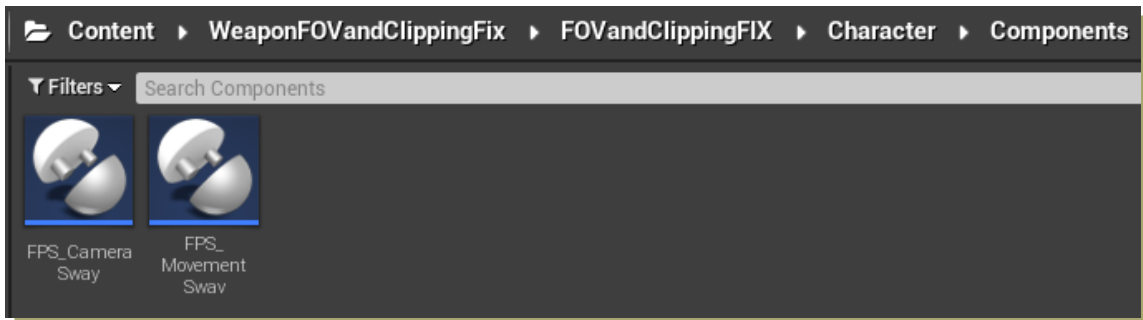 Content WeaponFOVandClippingFix FOVandClippingFIX Character Components
Filters Search Components
FPS_Camera
Sway
FPS_
Movement
Sway